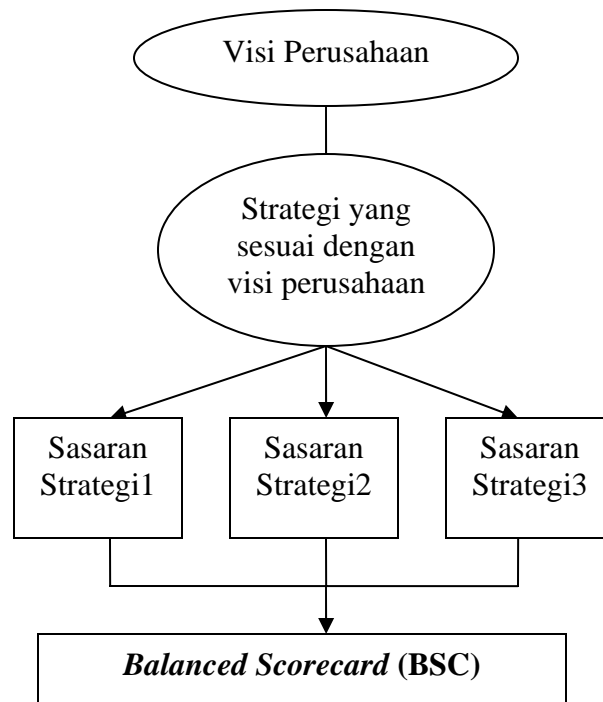 Visi Perusahaan
Strategi yang
sesuai dengan
visi perusahaan
Sasaran
Strategi1
Sasaran
Strategi2
Sasaran
Strategi3
Balanced Scorecard (BSC)